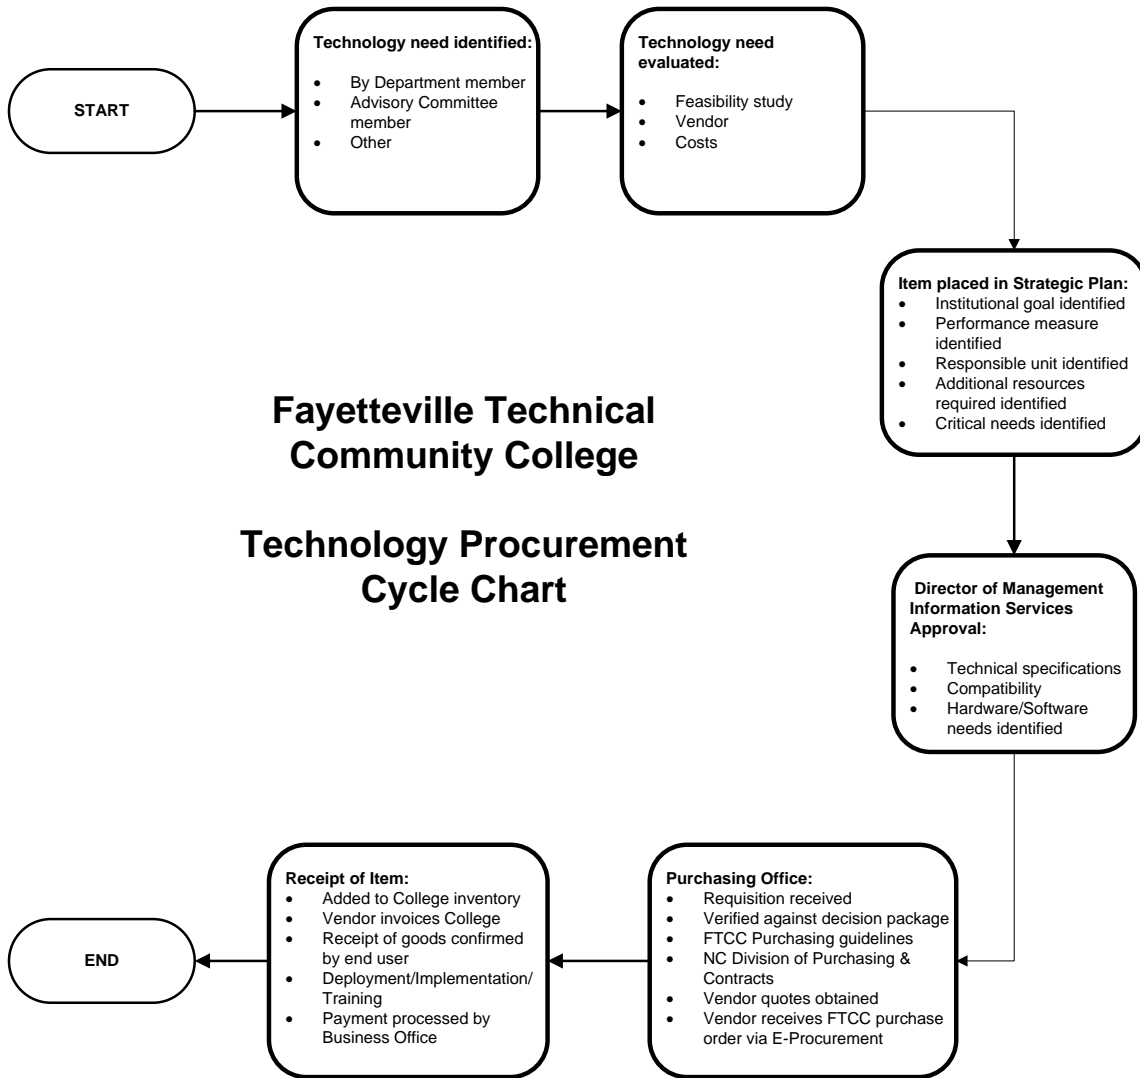 START
Technology need identified:
• By Department member
• Advisory Committee
member
• Other
Technology need
evaluated:
• Feasibility study
• Vendor
• Costs
Item placed in Strategic Plan:
• Institutional goal identified
• Performance measure
identified
• Responsible unit identified
• Additional resources
required identified
• Critical needs identified
Fayetteville Technical
Community College
Technology Procurement
Cycle Chart
Director of Management
Information Services
Approval:
• Technical specifications
• Compatibility
• Hardware/Software
needs identified
Purchasing Office:
• Requisition received
• Verified against decision package
• FTCC Purchasing guidelines
• NC Division of Purchasing &
Contracts
• Vendor quotes obtained
• Vendor receives FTCC purchase
order via E-Procurement
Receipt of Item:
• Added to College inventory
• Vendor invoices College
• Receipt of goods confirmed
by end user
• Deployment/Implementation/
Training
• Payment processed by
Business Office
END